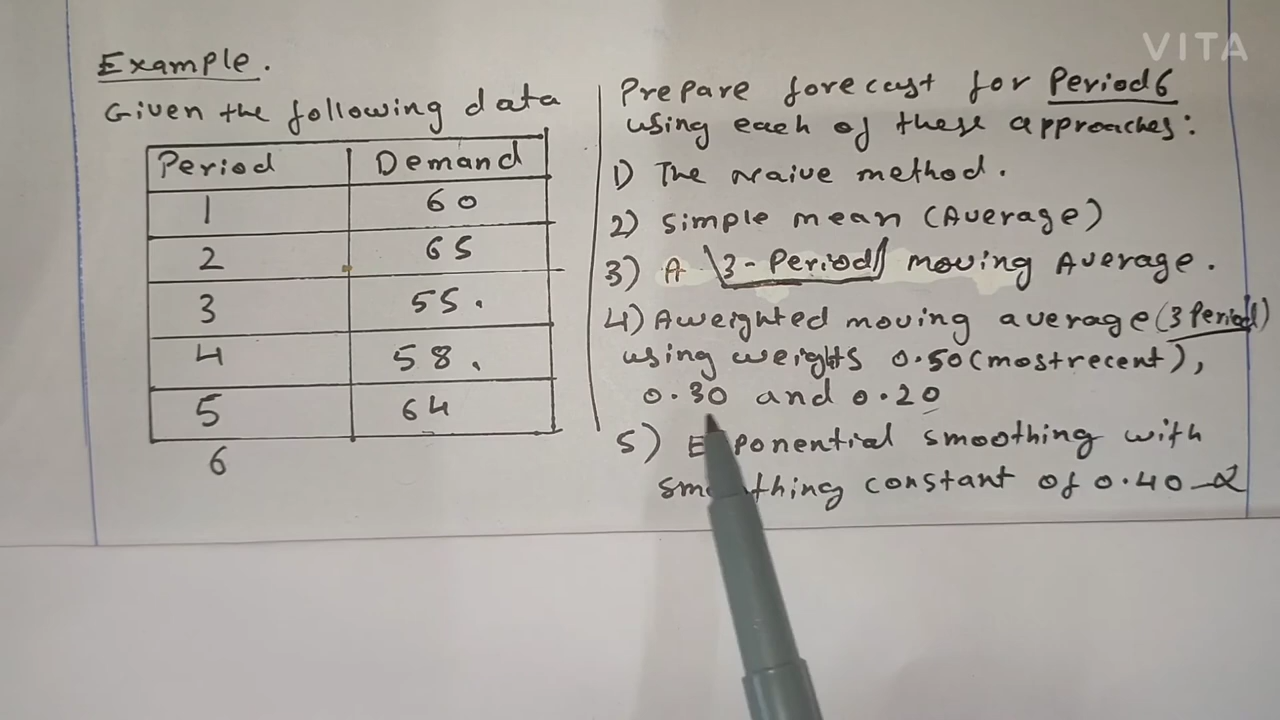 VITA
Example.
Given the following data
Period Demand
1 60
2 65
3 55.
4 58.
5 64
6
Prepare forecast for Period 6
using each of these approaches:
1) The Naive method.
2) Simple mean (Average)
3) A 3-Period moving Average.
4) A weighted moving average (3 Period)
using weights 0.50 (most recent),
0.30 and 0.20
5) Exponential smoothing with
smoothing constant of 0.40 - α